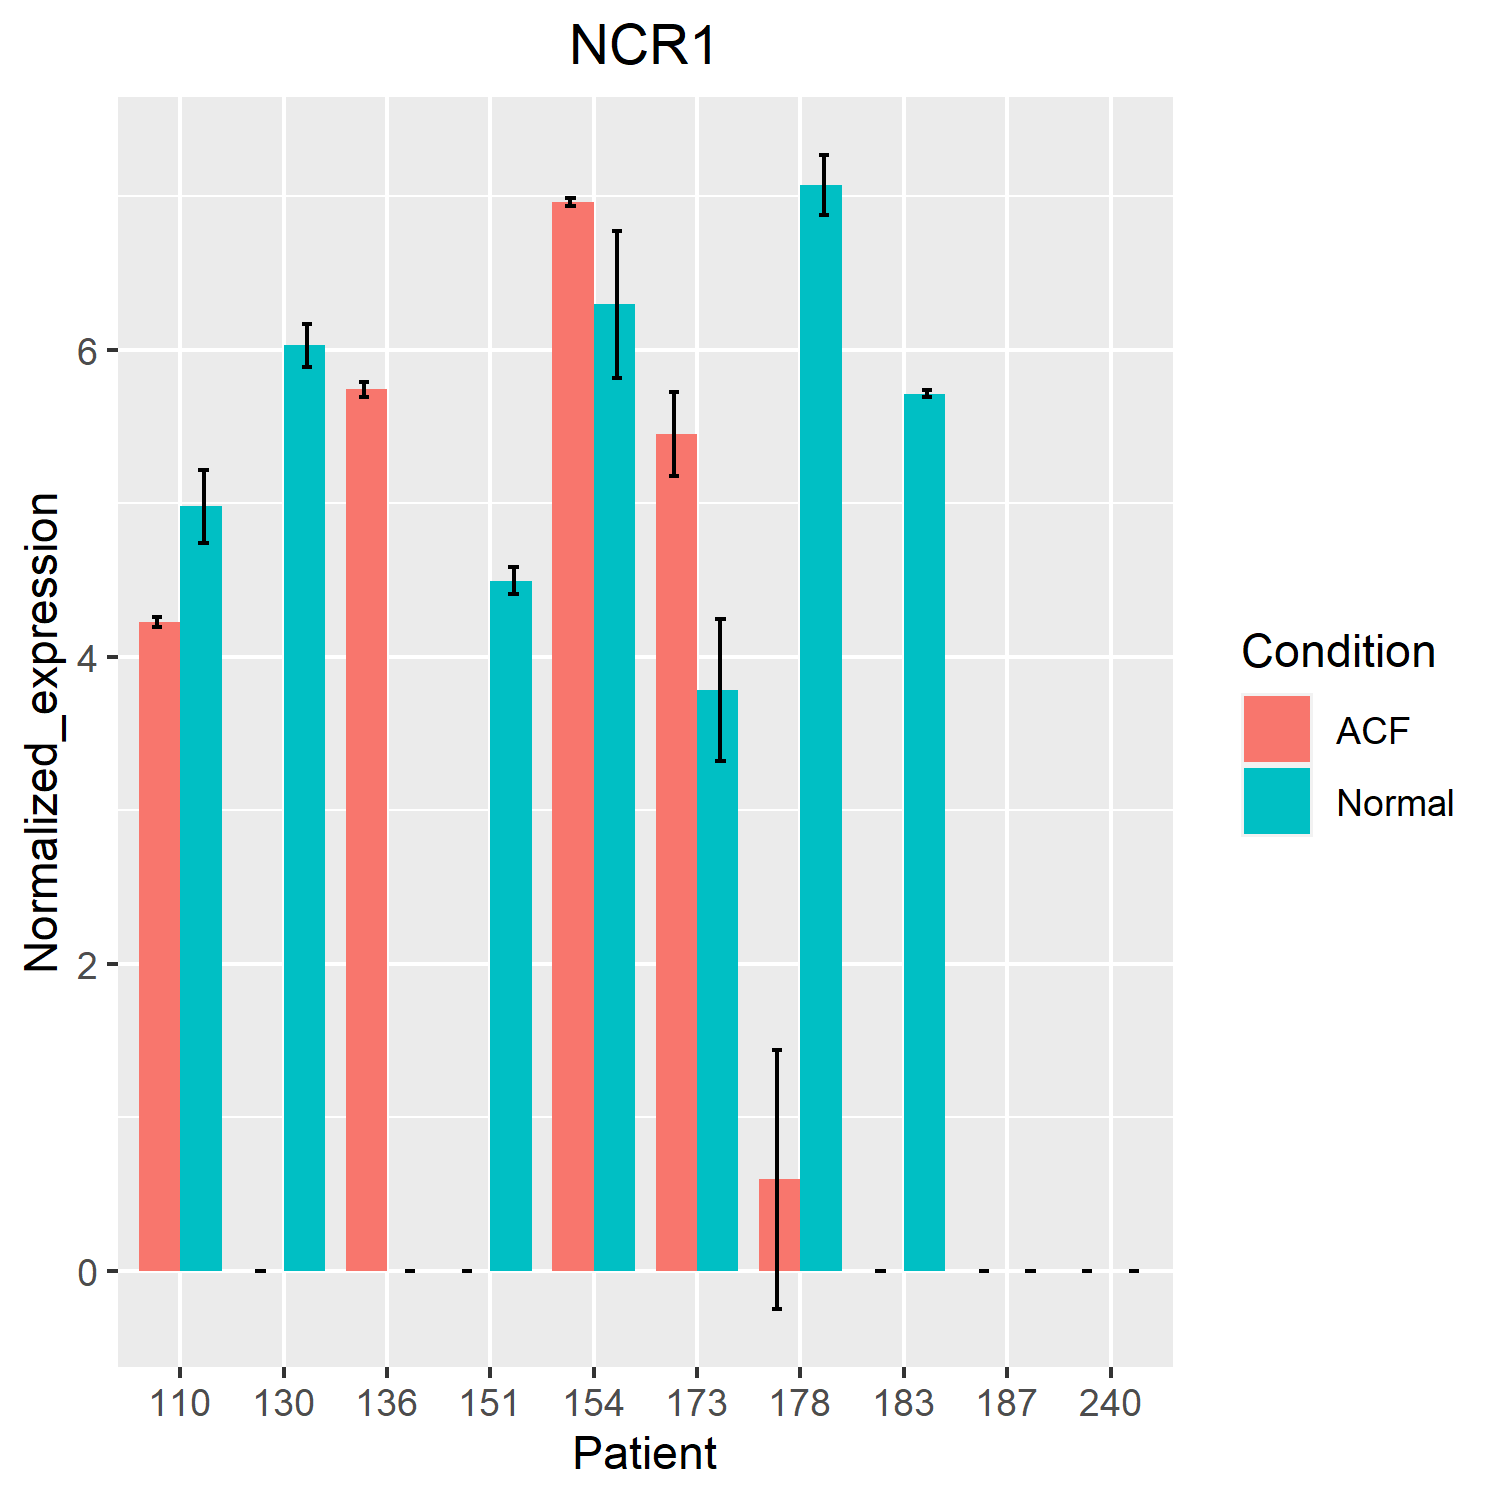 NCR1
Normalized_expression
6
4
2
0
110 130 136 151 154 173 178 183 187 240
Patient
Condition
ACF
Normal